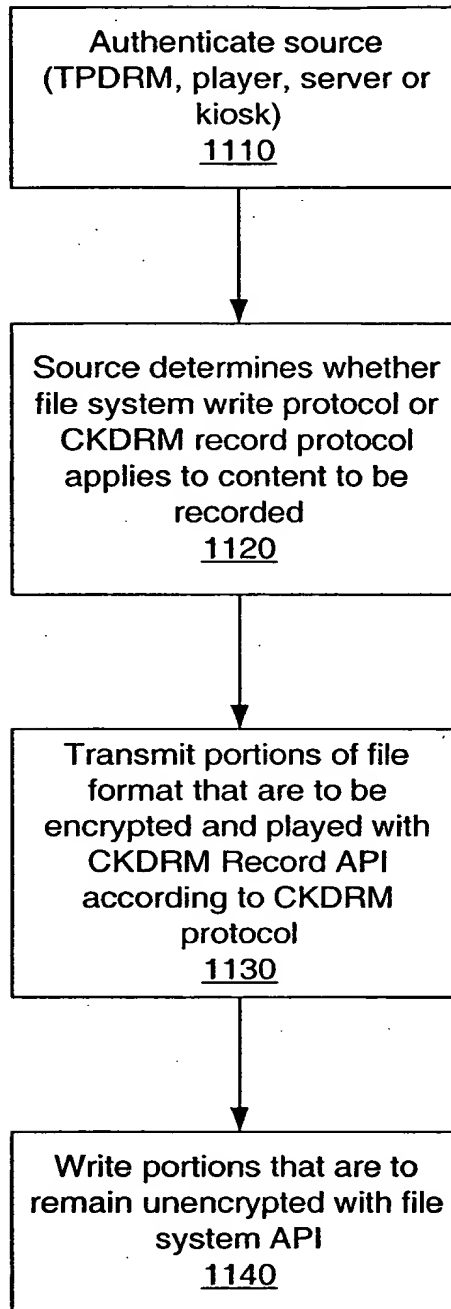 Authenticate source
(TPDRM, player, server or
kiosk)
1110
Source determines whether
file system write protocol or
CKDRM record protocol
applies to content to be
recorded
1120
Transmit portions of file
format that are to be
encrypted and played with
CKDRM Record API
according to CKDRM
protocol
1130
Write portions that are to
remain unencrypted with file
system API
1140